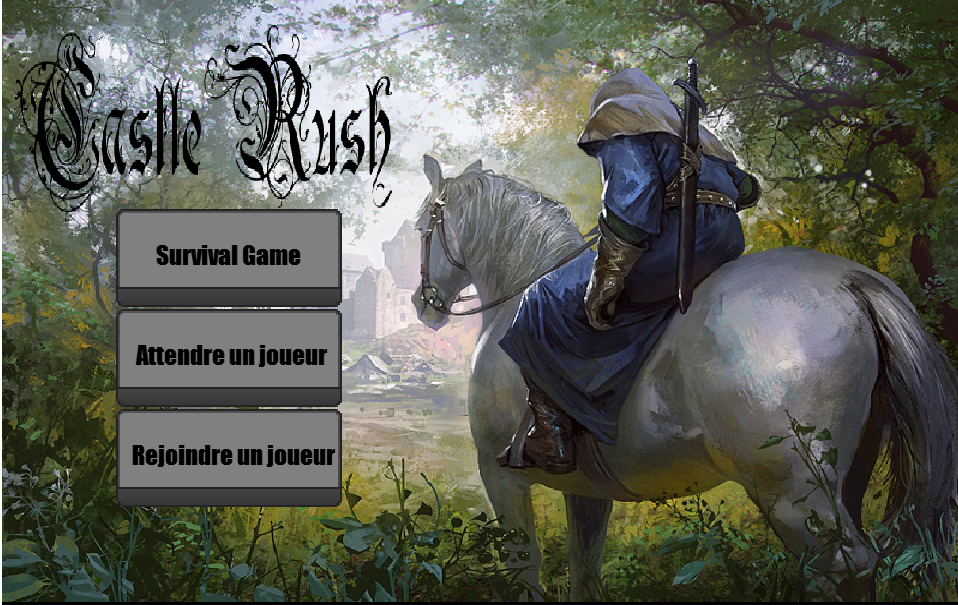 Castle Rush
Survival Game
Attendre un joueur
Rejoindre un joueur